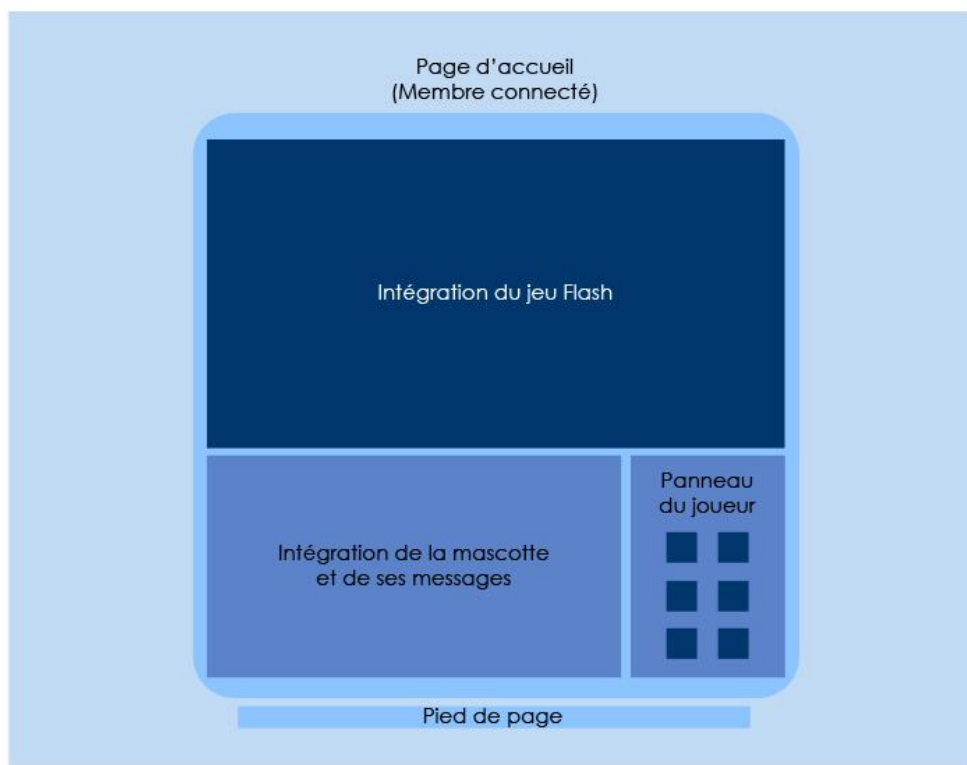 Page d’accueil
(Membre connecté)
Intégration du jeu Flash
Intégration de la mascotte
et de ses messages
Panneau
du joueur
Pied de page